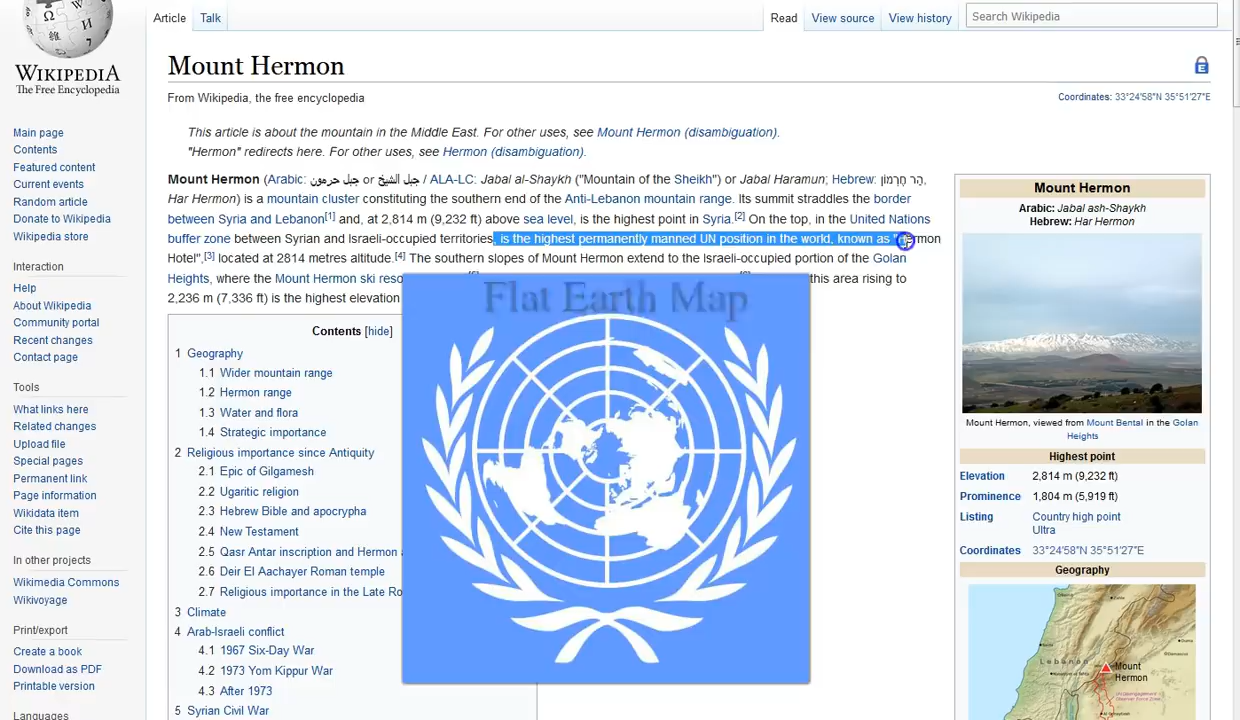 WIKIPEDIA
The Free Encyclopedia
Main page
Contents
Featured content
Current events
Random article
Donate to Wikipedia
Wikipedia store
Interaction
Help
About Wikipedia
Community portal
Recent changes
Contact page
Tools
What links here
Related changes
Upload file
Special pages
Permanent link
Page information
Wikidata item
Cite this page
In other projects
Wikimedia Commons
Wikivoyage
Print/export
Create a book
Download as PDF
Printable version
Languages
Article Talk
Read View source View history Search Wikipedia
Mount Hermon
From Wikipedia, the free encyclopedia
Coordinates: 33°24′58″N 35°51′27″E
This article is about the mountain in the Middle East. For other uses, see Mount Hermon (disambiguation).
"Hermon" redirects here. For other uses, see Hermon (disambiguation).
Mount Hermon (Arabic: جبل حرمون or جبل الشيخ / ALA-LC: Jabal al-Shaykh ("Mountain of the Sheikh") or Jabal Haramun; Hebrew: הַר חֶרְמוֹן,
Har Hermon) is a mountain cluster constituting the southern end of the Anti-Lebanon mountain range. Its summit straddles the border
between Syria and Lebanon[1] and, at 2,814 m (9,232 ft) above sea level, is the highest point in Syria.[2] On the top, in the United Nations
buffer zone between Syrian and Israeli-occupied territories, is the highest permanently manned UN position in the world, known as "Hermon
Hotel",[3] located at 2814 metres altitude.[4] The southern slopes of Mount Hermon extend to the Israeli-occupied portion of the Golan
Heights, where the Mount Hermon ski this area rising to
2,236 m (7,336 ft) is the highest elevation
Contents [hide]
1 Geography
1.1 Wider mountain range
1.2 Hermon range
1.3 Water and flora
1.4 Strategic importance
2 Religious importance since Antiquity
2.1 Epic of Gilgamesh
2.2 Ugaritic religion
2.3 Hebrew Bible and apocrypha
2.4 New Testament
2.5 Qasr Antar inscription and Hermon
2.6 Deir El Aachayer Roman temple
2.7 Religious importance in the Late Ro
3 Climate
4 Arab-Israeli conflict
4.1 1967 Six-Day War
4.2 1973 Yom Kippur War
4.3 After 1973
5 Syrian Civil War
Flat Earth Map
Mount Hermon
Arabic: Jabal ash-Shaykh
Hebrew: Har Hermon
Mount Hermon, viewed from Mount Bental in the Golan
Heights
Highest point
Elevation 2,814 m (9,232 ft)
Prominence 1,804 m (5,919 ft)
Listing Country high point
Ultra
Coordinates 33°24′58″N 35°51′27″E
Geography
Lebanon
Mount
Hermon